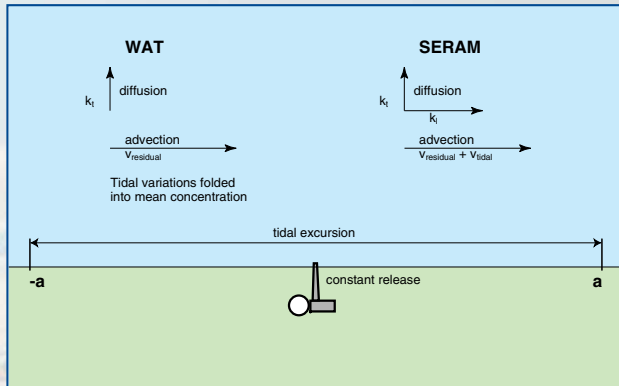 WAT
kt
diffusion
advection
vresidual
Tidal variations folded
into mean concentration
SERAM
kt
diffusion
kl
advection
vresidual + vtidal
tidal excursion
-a
constant release
a